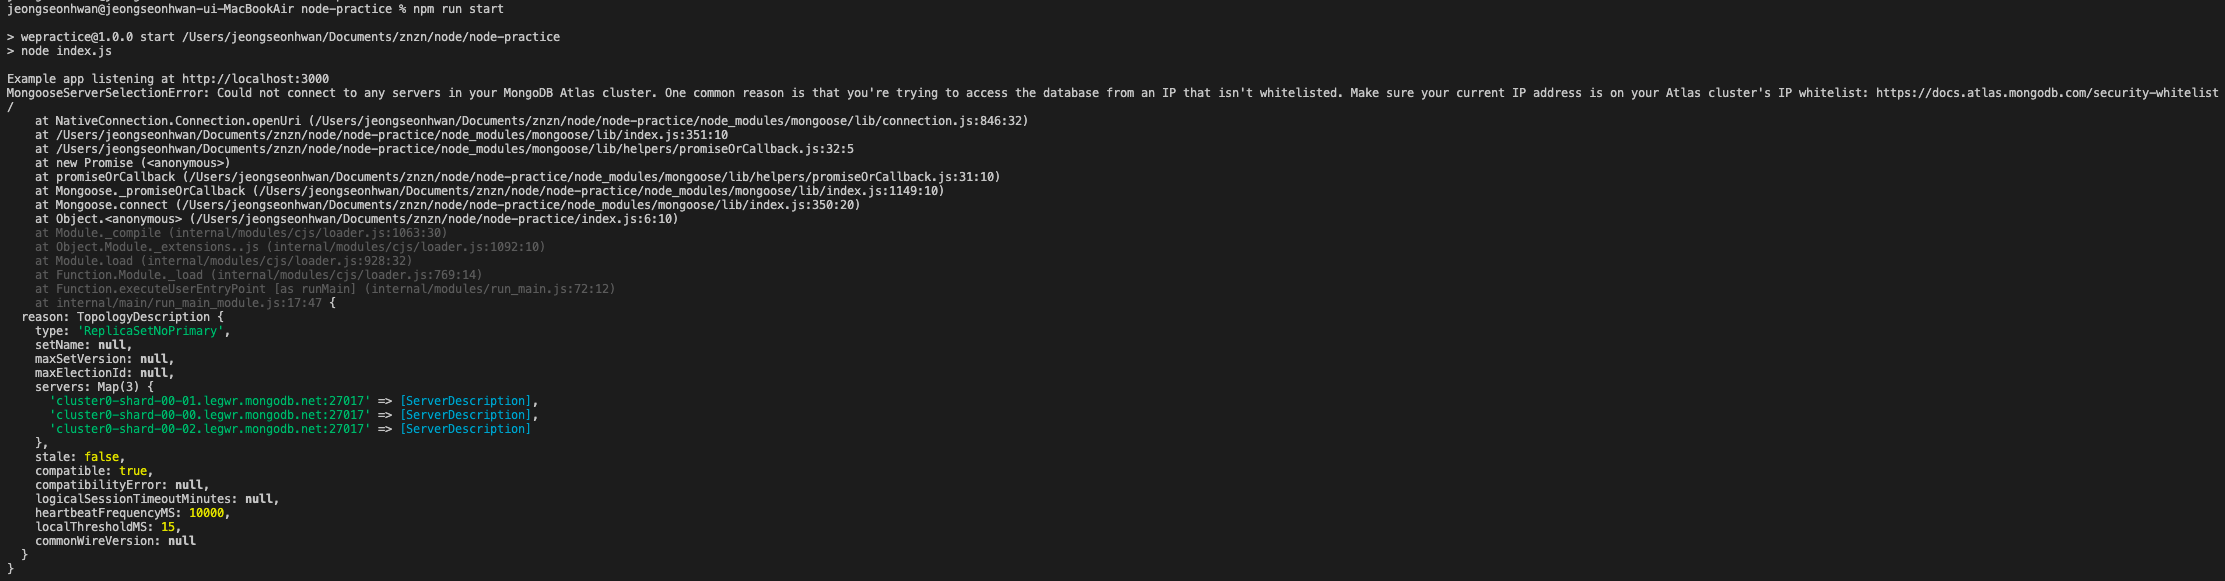 jeongseonhwan@jeongseonhwan-ui-MacBookAir node-practice % npm run start
> wepractice@1.0.0 start /Users/jeongseonhwan/Documents/znzn/node/node-practice
> node index.js
Example app listening at http://localhost:3000
MongooseServerSelectionError: Could not connect to any servers in your MongoDB Atlas cluster. One common reason is that you're trying to access the database from an IP that isn't whitelisted. Make sure your current IP address is on your Atlas cluster's IP whitelist: https://docs.atlas.mongodb.com/security-whitelist
/
    at NativeConnection.Connection.openUri (/Users/jeongseonhwan/Documents/znzn/node/node-practice/node_modules/mongoose/lib/connection.js:846:32)
    at /Users/jeongseonhwan/Documents/znzn/node/node-practice/node_modules/mongoose/lib/index.js:351:10
    at /Users/jeongseonhwan/Documents/znzn/node/node-practice/node_modules/mongoose/lib/helpers/promiseOrCallback.js:32:5
    at new Promise (<anonymous>)
    at promiseOrCallback (/Users/jeongseonhwan/Documents/znzn/node/node-practice/node_modules/mongoose/lib/helpers/promiseOrCallback.js:31:10)
    at Mongoose._promiseOrCallback (/Users/jeongseonhwan/Documents/znzn/node/node-practice/node_modules/mongoose/lib/index.js:1149:10)
    at Mongoose.connect (/Users/jeongseonhwan/Documents/znzn/node/node-practice/node_modules/mongoose/lib/index.js:350:20)
    at Object.<anonymous> (/Users/jeongseonhwan/Documents/znzn/node/node-practice/index.js:6:10)
    at Module._compile (internal/modules/cjs/loader.js:1063:30)
    at Object.Module._extensions..js (internal/modules/cjs/loader.js:1092:10)
    at Module.load (internal/modules/cjs/loader.js:928:32)
    at Function.Module._load (internal/modules/cjs/loader.js:769:14)
    at Function.executeUserEntryPoint [as runMain] (internal/modules/run_main.js:72:12)
    at internal/main/run_main_module.js:17:47 {
  reason: TopologyDescription {
    type: 'ReplicaSetNoPrimary',
    setName: null,
    maxSetVersion: null,
    maxElectionId: null,
    servers: Map(3) {
      'cluster0-shard-00-01.legwr.mongodb.net:27017' => [ServerDescription],
      'cluster0-shard-00-00.legwr.mongodb.net:27017' => [ServerDescription],
      'cluster0-shard-00-02.legwr.mongodb.net:27017' => [ServerDescription]
    },
    stale: false,
    compatible: true,
    compatibilityError: null,
    logicalSessionTimeoutMinutes: null,
    heartbeatFrequencyMS: 10000,
    localThresholdMS: 15,
    commonWireVersion: null
  }
}